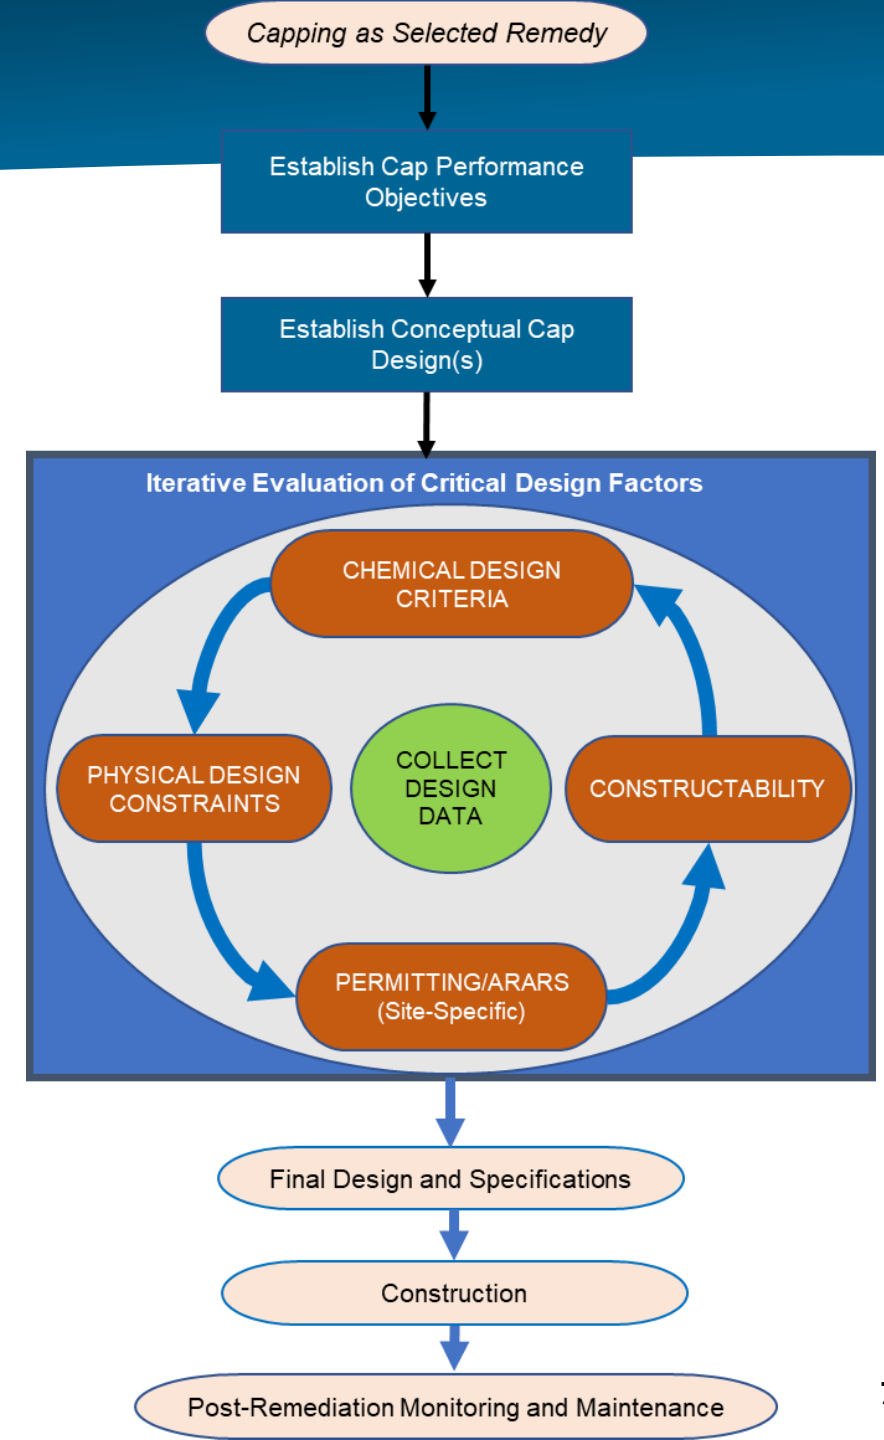 Capping as Selected Remedy
Establish Cap Performance
Objectives
Establish Conceptual Cap
Design(s)
Iterative Evaluation of Critical Design Factors
CHEMICAL DESIGN
CRITERIA
PHYSICAL DESIGN
CONSTRAINTS
COLLECT
DESIGN
DATA
CONSTRUCTABILITY
PERMITTING/ARARS
(Site-Specific)
Final Design and Specifications
Construction
Post-Remediation Monitoring and Maintenance